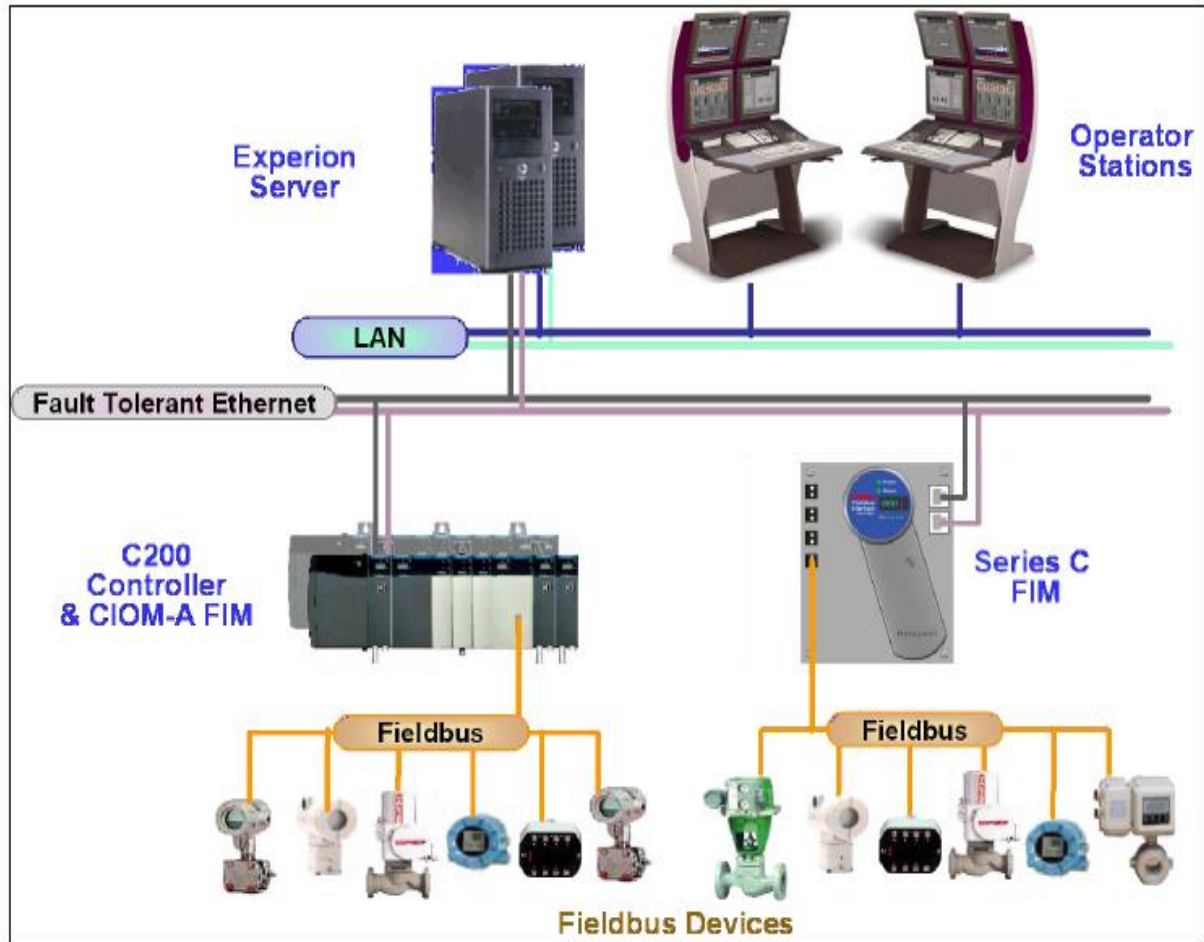 Experion
Server
Operator
Stations
LAN
Fault Tolerant Ethernet
C200
Controller
& CIOM-A FIM
Series C
FIM
Fieldbus
Fieldbus
Fieldbus Devices